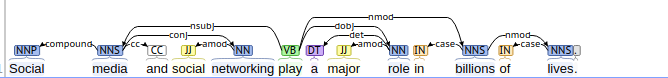 nmod
nsubj dobj
conj det nmod
NNP compound NNS cc CC JJ amod NN VB DT JJ amod NN IN case NNS IN case NNS .
Social media and social networking play a major role in billions of lives.